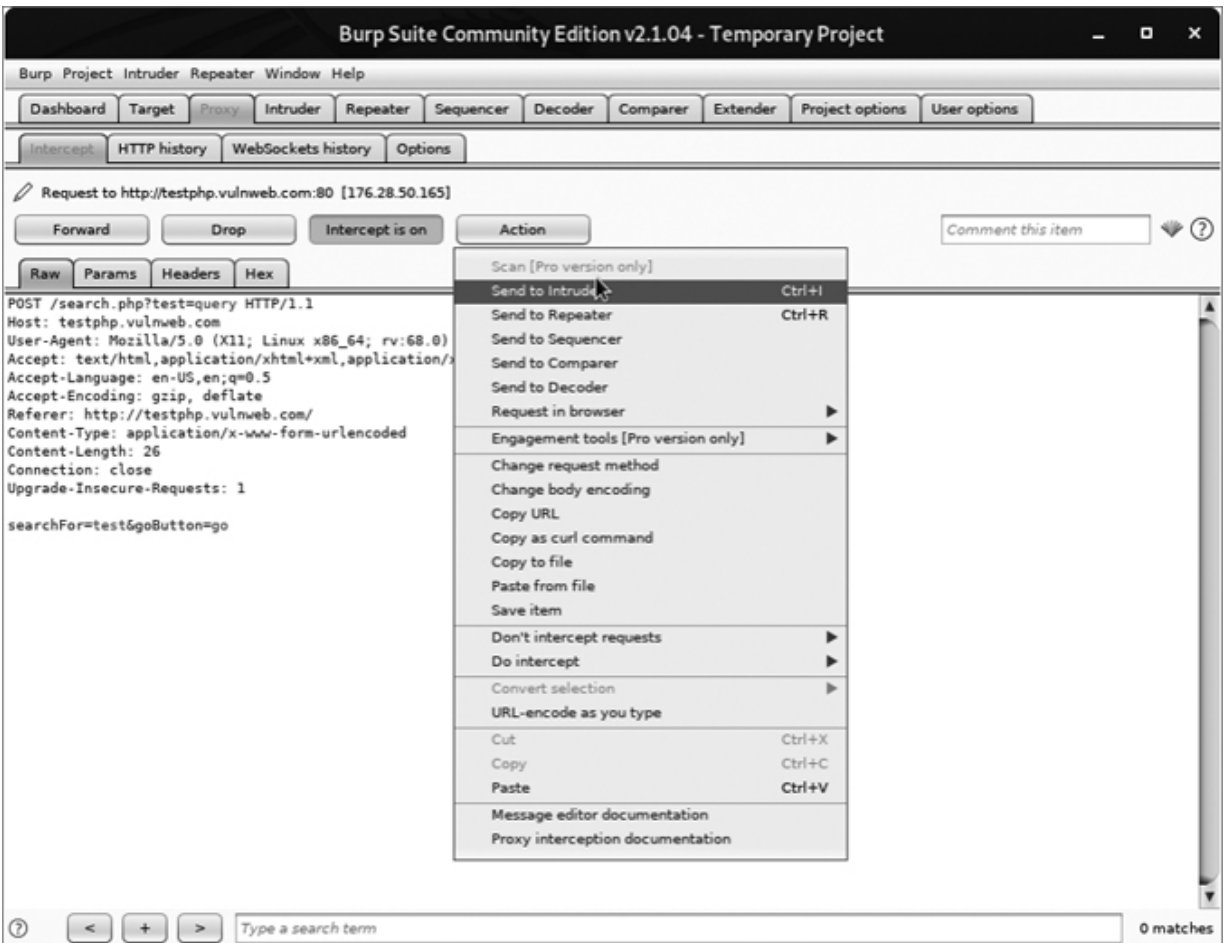 Burp Suite Community Edition v2.1.04 - Temporary Project
Burp Project Intruder Repeater Window Help
Dashboard Target Proxy Intruder Repeater Sequencer Decoder Comparer Extender Project options User options
Intercept HTTP history WebSockets history Options
Request to http://testphp.vulnweb.com:80 [176.28.50.165]
Forward Drop Intercept is on Action Comment this item ?
Raw Params Headers Hex
POST /search.php?test=query HTTP/1.1
Host: testphp.vulnweb.com
User-Agent: Mozilla/5.0 (X11; Linux x86_64; rv:68.0)
Accept: text/html,application/xhtml+xml,application/
Accept-Language: en-US,en;q=0.5
Accept-Encoding: gzip, deflate
Referer: http://testphp.vulnweb.com/
Content-Type: application/x-www-form-urlencoded
Content-Length: 26
Connection: close
Upgrade-Insecure-Requests: 1
searchFor=test&goButton=go
Scan [Pro version only]
Send to Intruder Ctrl+I
Send to Repeater Ctrl+R
Send to Sequencer
Send to Comparer
Send to Decoder
Request in browser
Engagement tools [Pro version only]
Change request method
Change body encoding
Copy URL
Copy as curl command
Copy to file
Paste from file
Save item
Don't intercept requests
Do intercept
Convert selection
URL-encode as you type
Cut Ctrl+X
Copy Ctrl+C
Paste Ctrl+V
Message editor documentation
Proxy interception documentation
? < + > Type a search term 0 matches